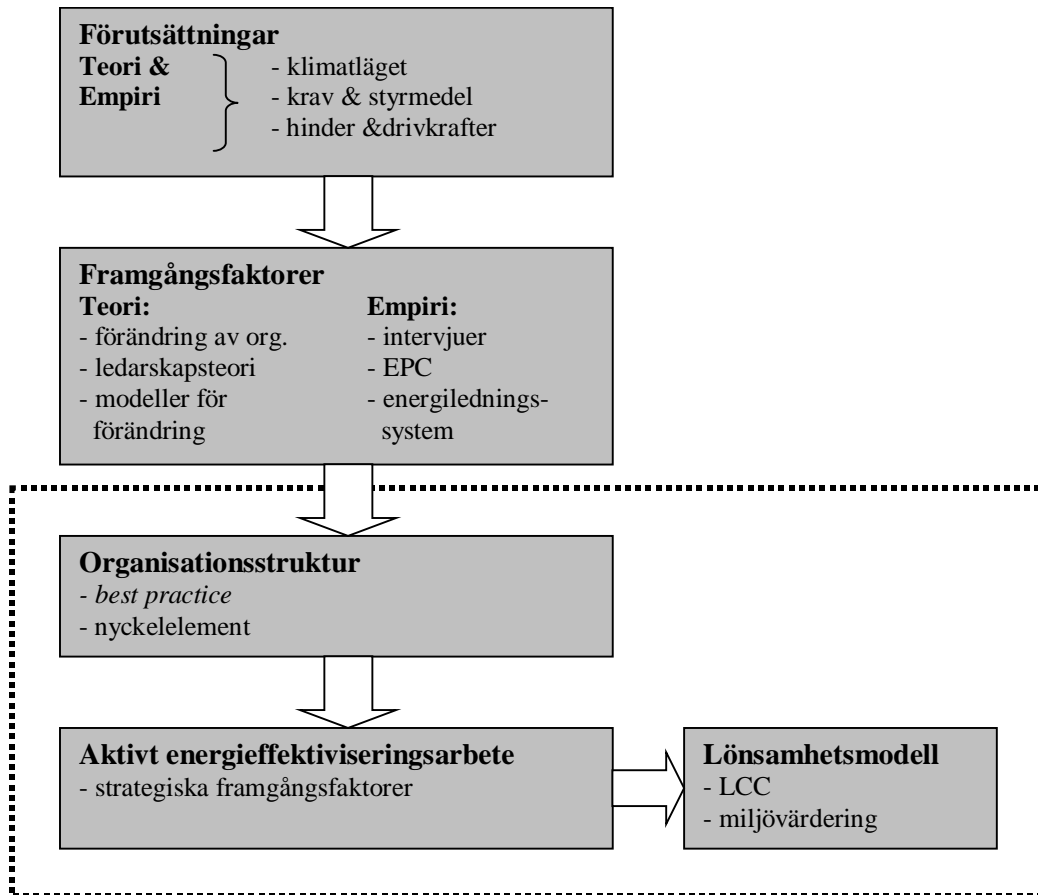 Förutsättningar
Teori &
Empiri
- klimatläget
- krav & styrmedel
- hinder &drivkrafter
Framgångsfaktorer
Teori:
- förändring av org.
- ledarskapsteori
- modeller för
förändring
Empiri:
- intervjuer
- EPC
- energilednings-
system
Organisationsstruktur
- best practice
- nyckelelement
Aktivt energieffektiviseringsarbete
- strategiska framgångsfaktorer
Lönsamhetsmodell
- LCC
- miljövärdering